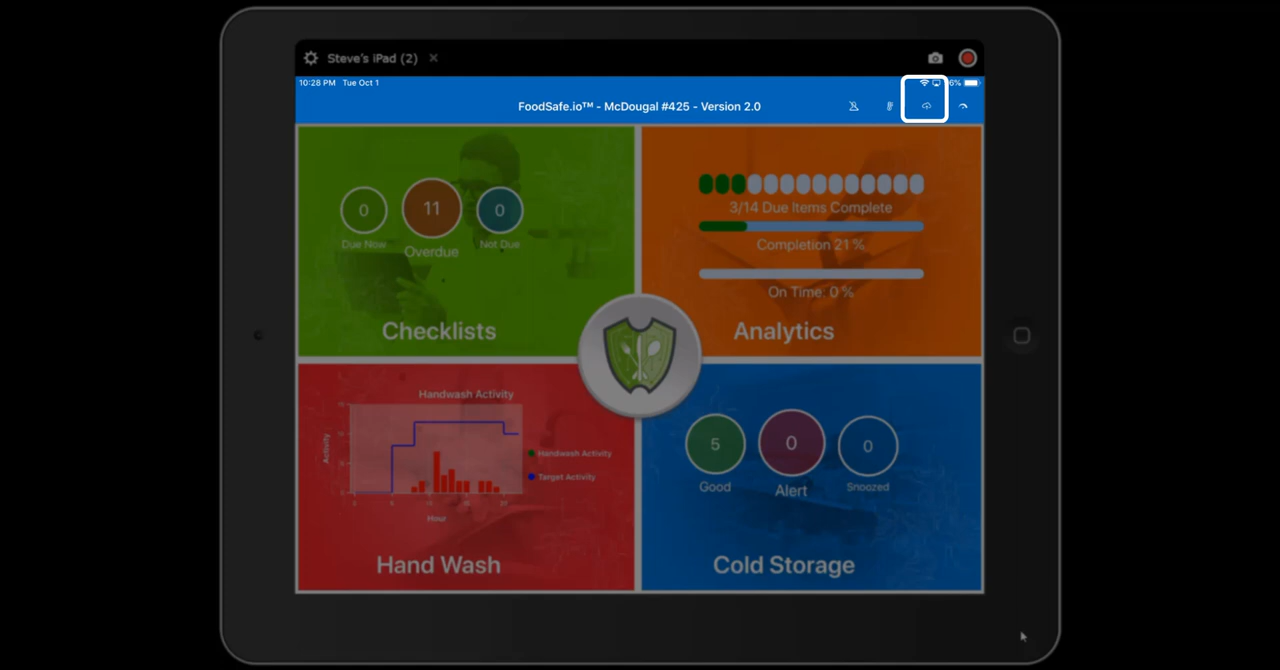 Steve's iPad (2)
10:28 PM Tue Oct 1
6%
FoodSafe.io™ - McDougal #425 - Version 2.0
0
11
0
Due Now
Overdue
Not Due
Checklists
3/14 Due Items Complete
Completion 21 %
On Time: 0 %
Analytics
Handwash Activity
Activity
Handwash Activity
Target Activity
Hour
Hand Wash
5
0
0
Good
Alert
Snoozed
Cold Storage